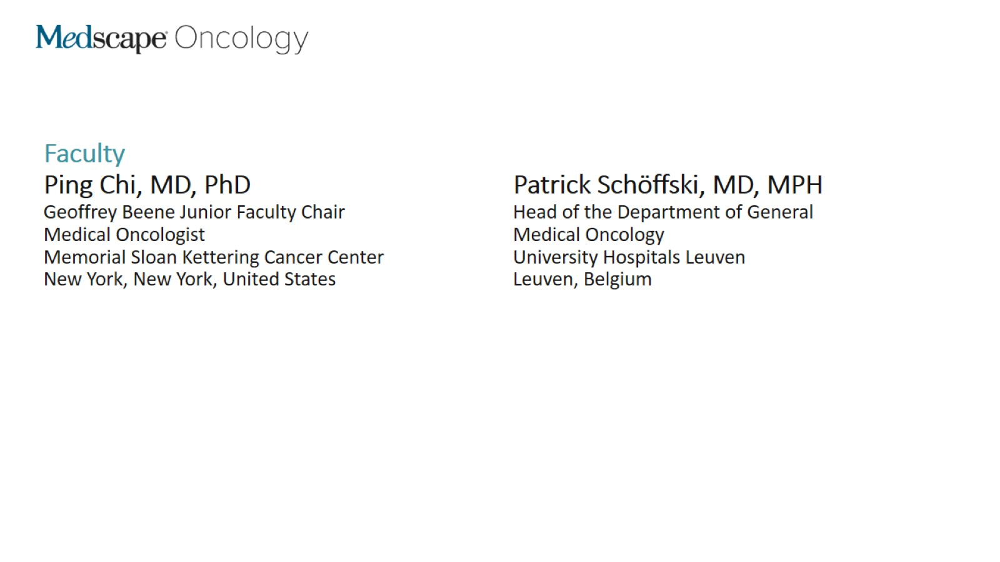 Medscape® Oncology
Faculty
Ping Chi, MD, PhD
Geoffrey Beene Junior Faculty Chair
Medical Oncologist
Memorial Sloan Kettering Cancer Center
New York, New York, United States
Patrick Schöffski, MD, MPH
Head of the Department of General
Medical Oncology
University Hospitals Leuven
Leuven, Belgium